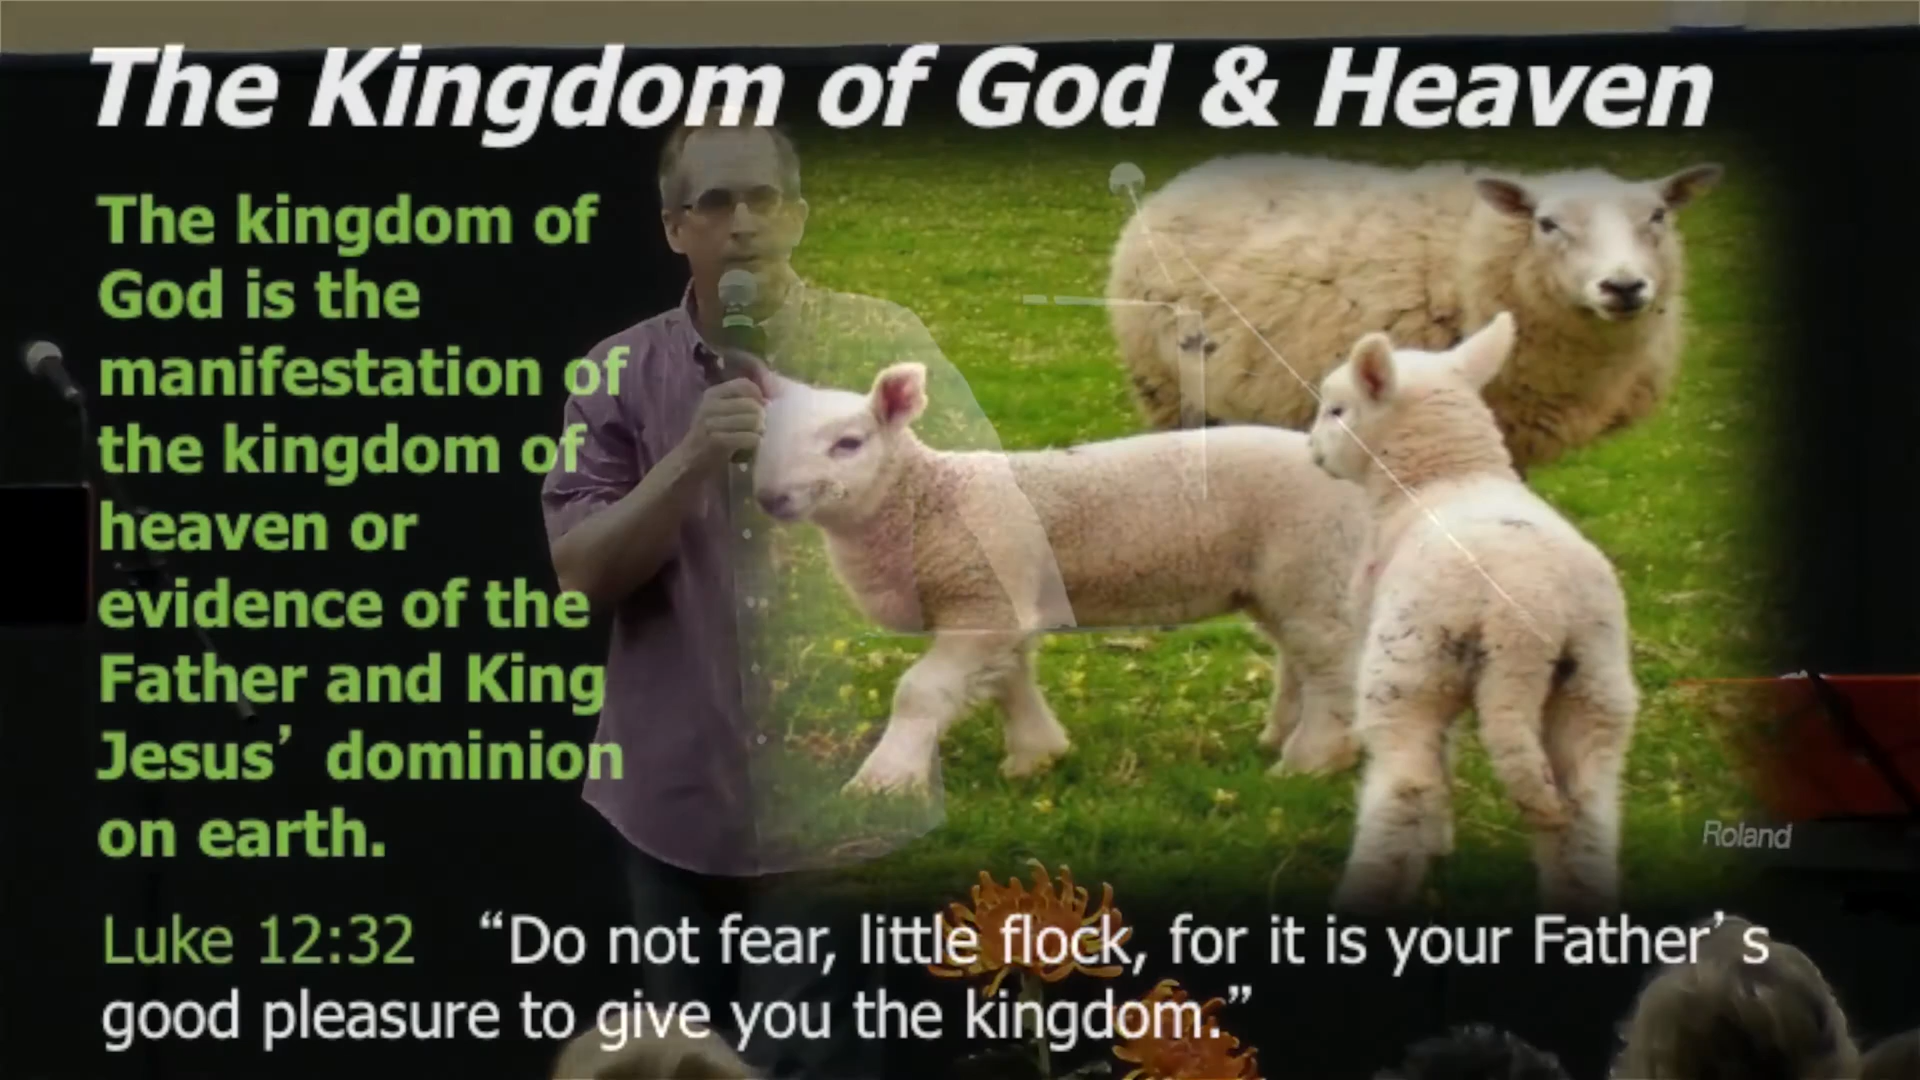 The Kingdom of God & Heaven
The kingdom of
God is the
manifestation of
the kingdom of
heaven or
evidence of the
Father and King
Jesus’ dominion
on earth.
Roland
Luke 12:32 “Do not fear, little flock, for it is your Father’s
good pleasure to give you the kingdom.”